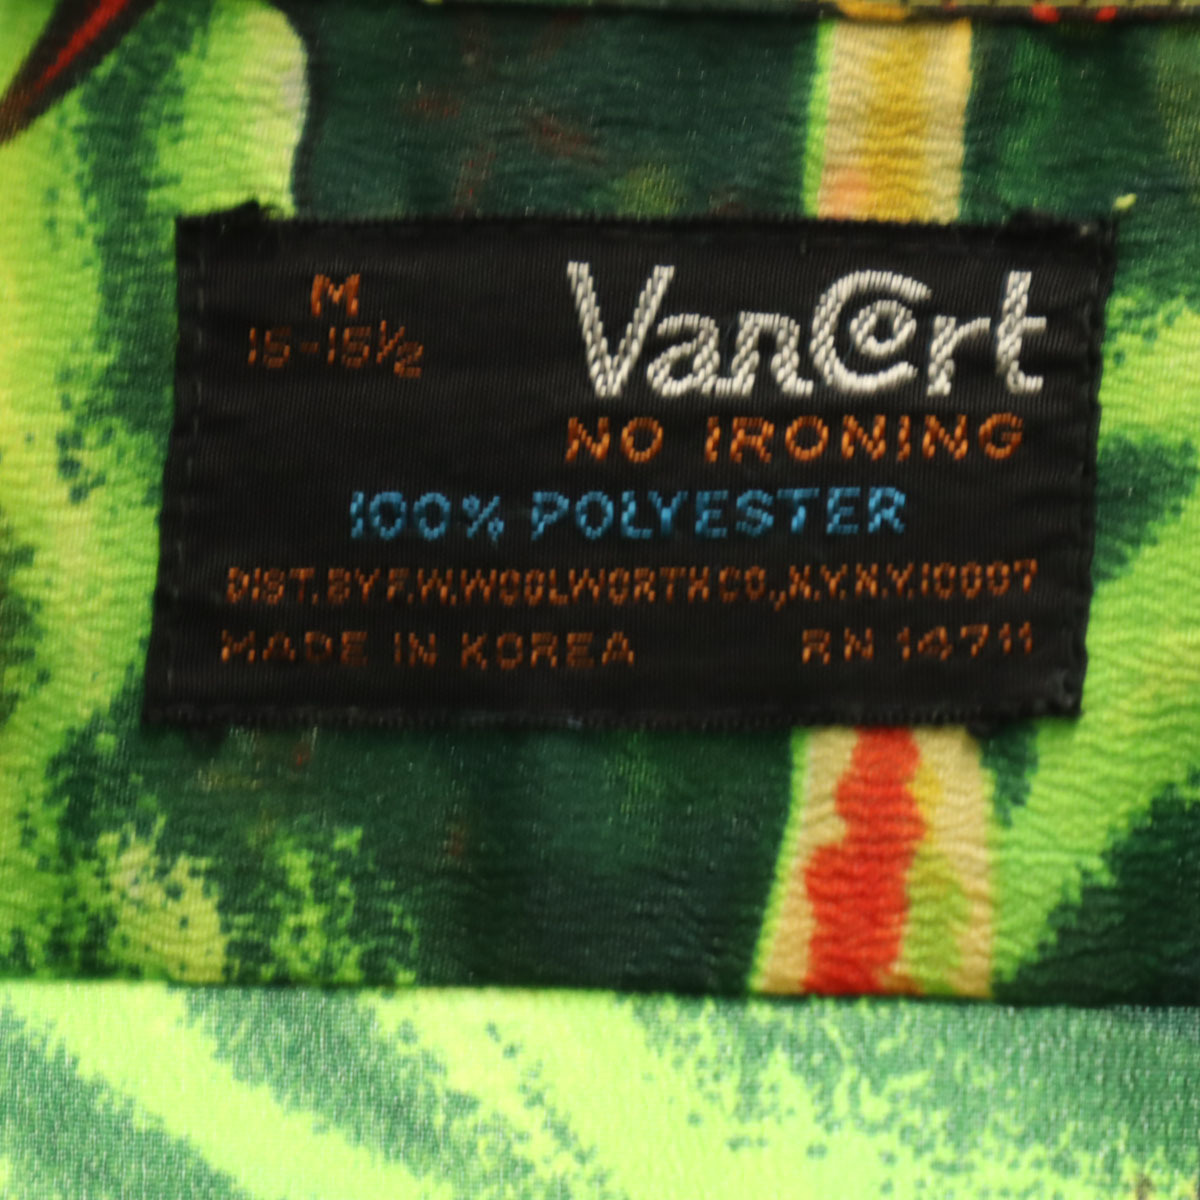 M
15-15½
VanCort
NO IRONING
100% POLYESTER
DIST. BY F.W. WOOLWORTH CO., N.Y. N.Y. 10007
MADE IN KOREA RN 14711